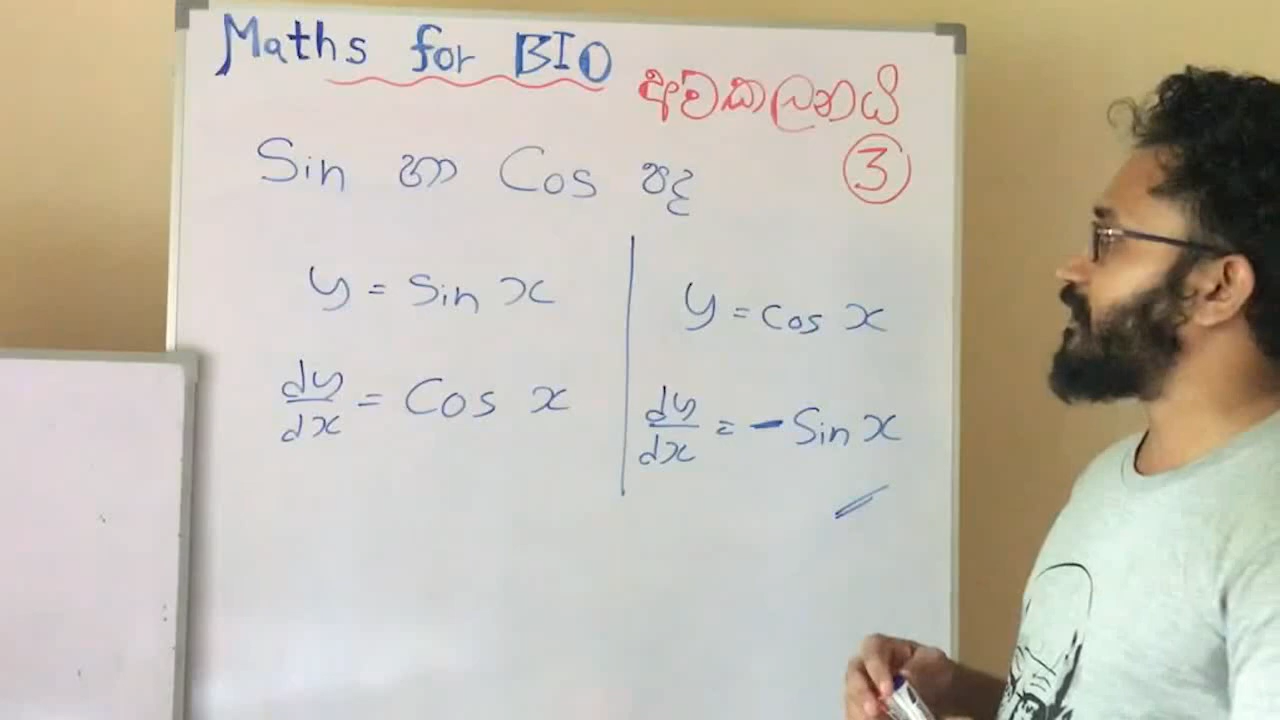 Maths for BIO
අවකලනය
3
Sin හා Cos පද
y = Sin x
dy/dx = Cos x
y = Cos x
dy/dx = - Sin x